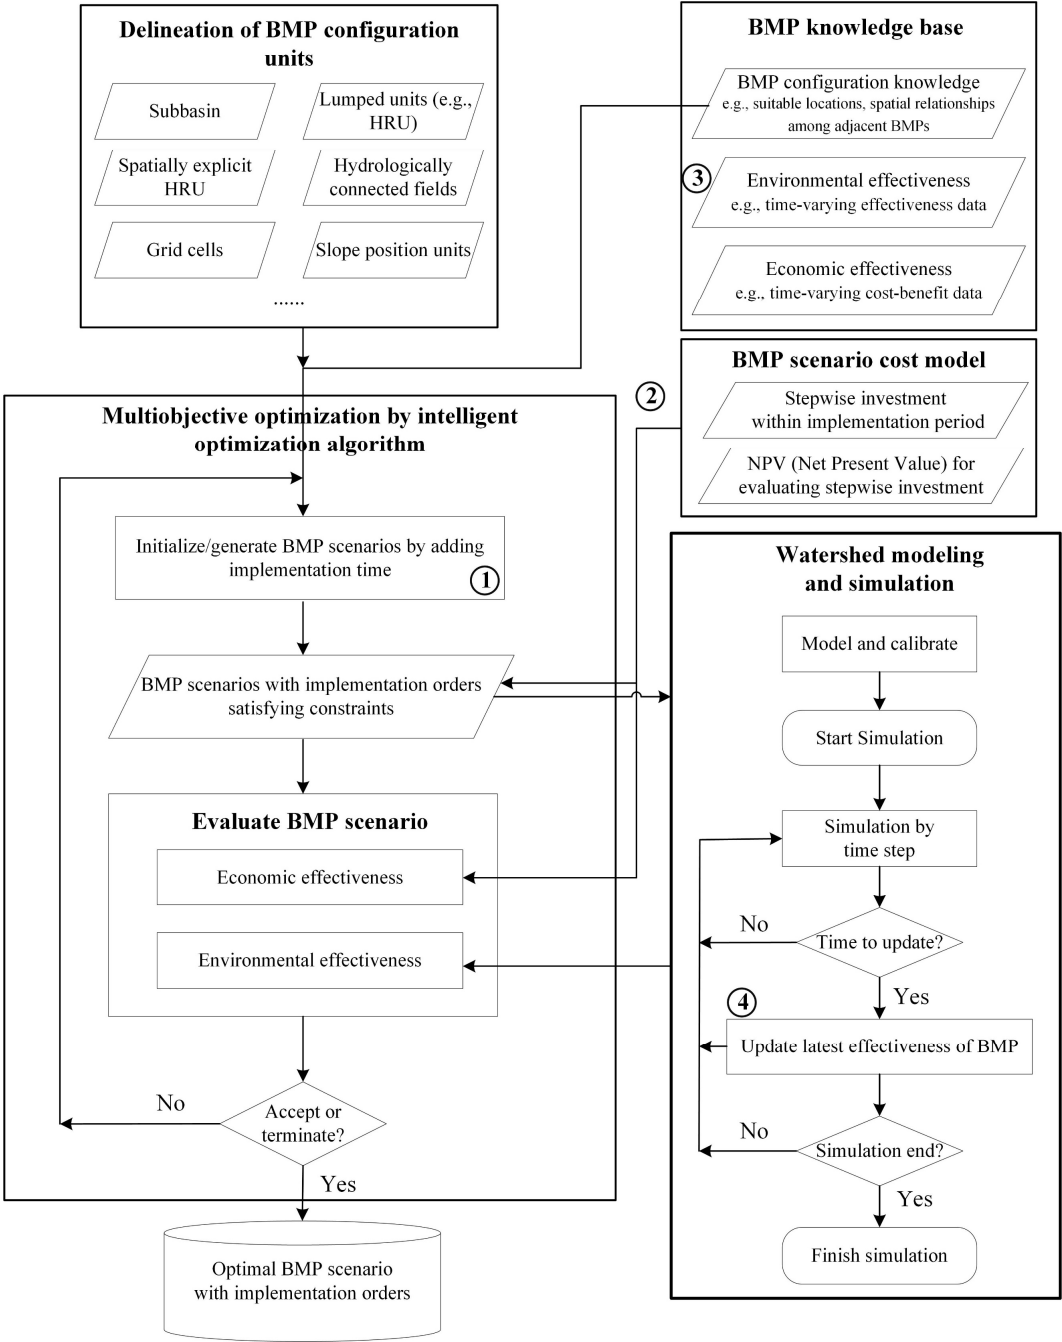 Delineation of BMP configuration
units
Subbasin
Lumped units (e.g.,
HRU)
Spatially explicit
HRU
Hydrologically
connected fields
Grid cells
Slope position units
......
BMP knowledge base
BMP configuration knowledge
e.g., suitable locations, spatial relationships
among adjacent BMPs
3
Environmental effectiveness
e.g., time-varying effectiveness data
Economic effectiveness
e.g., time-varying cost-benefit data
BMP scenario cost model
2
Stepwise investment
within implementation period
NPV (Net Present Value) for
evaluating stepwise investment
Multiobjective optimization by intelligent
optimization algorithm
Initialize/generate BMP scenarios by adding
implementation time
1
BMP scenarios with implementation orders
satisfying constraints
Evaluate BMP scenario
Economic effectiveness
Environmental effectiveness
Accept or
terminate?
No
Yes
Optimal BMP scenario
with implementation orders
Watershed modeling
and simulation
Model and calibrate
Start Simulation
Simulation by
time step
Time to update?
No
Yes
4
Update latest effectiveness of BMP
Simulation end?
No
Yes
Finish simulation